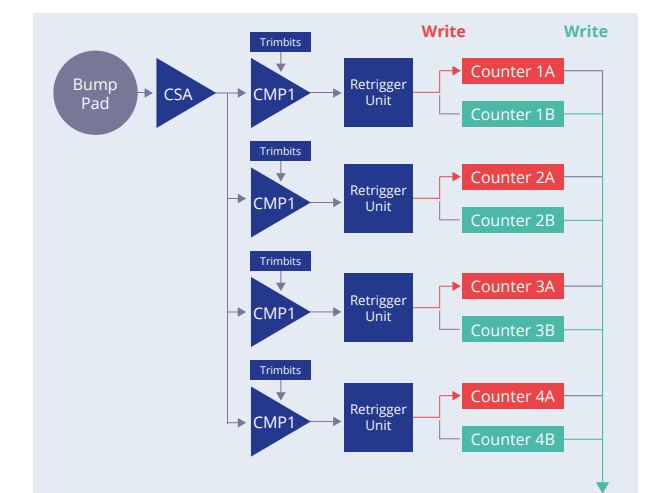 Write
Write
Bump
Pad
CSA
Trimbits
CMP1
Retrigger
Unit
Counter 1A
Counter 1B
Trimbits
CMP1
Retrigger
Unit
Counter 2A
Counter 2B
Trimbits
CMP1
Retrigger
Unit
Counter 3A
Counter 3B
Trimbits
CMP1
Retrigger
Unit
Counter 4A
Counter 4B